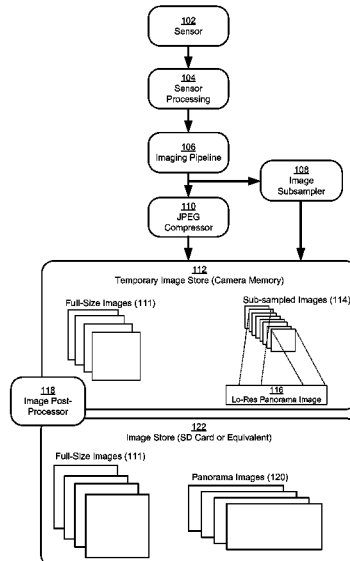 102
Sensor
104
Sensor
Processing
106
Imaging Pipeline
108
Image
Subsampler
110
JPEG
Compressor
112
Temporary Image Store (Camera Memory)
Full-Size Images (111)
Sub-sampled Images (114)
116
Lo-Res Panorama Image
118
Image Post-
Processor
122
Image Store (SD Card or Equivalent)
Full-Size Images (111)
Panorama Images (120)